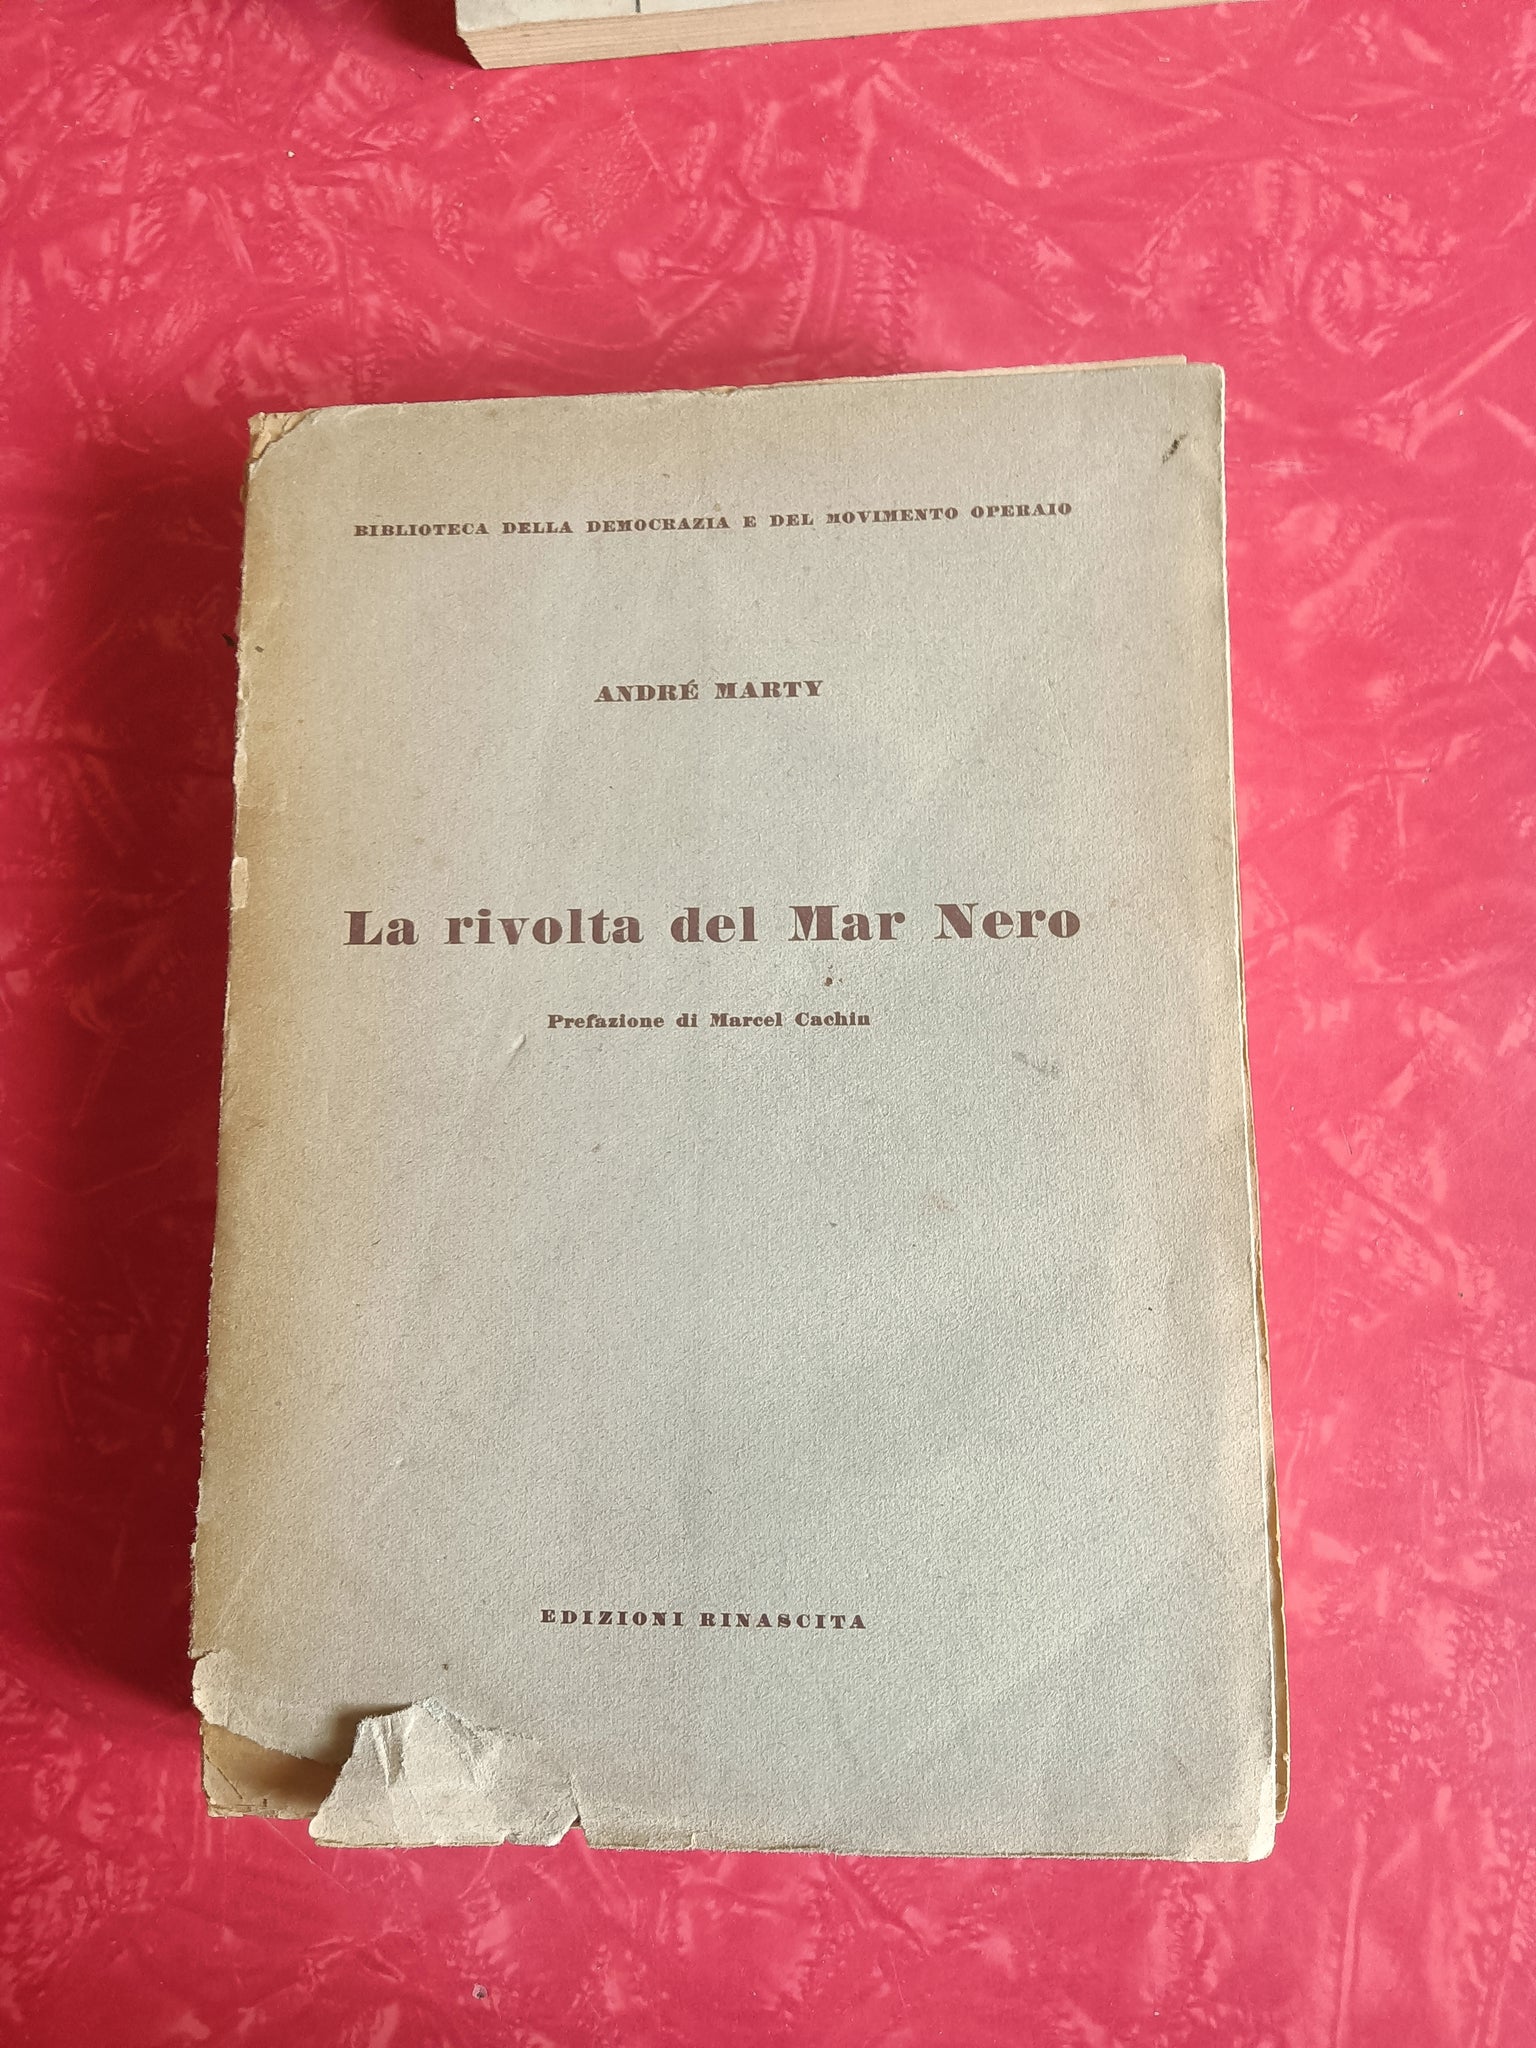 BIBLIOTECA DELLA DEMOCRAZIA E DEL MOVIMENTO OPERAIO
ANDRÉ MARTY
La rivolta del Mar Nero
Prefazione di Marcel Cachin
EDIZIONI RINASCITA